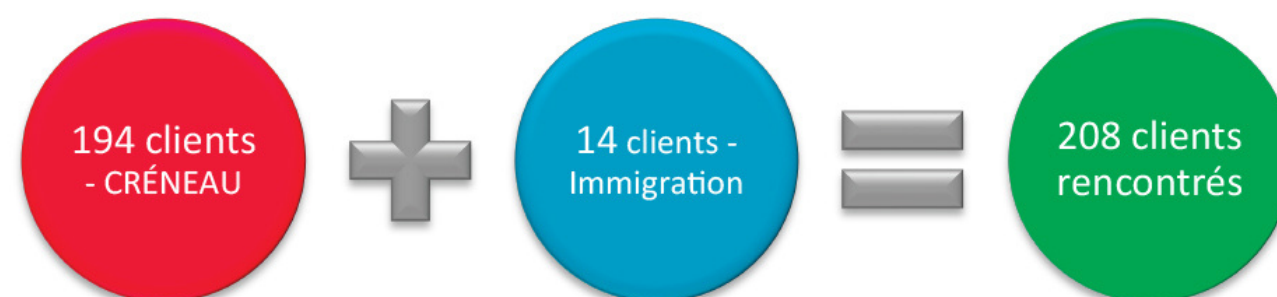 194 clients
- CRÉNEAU
14 clients -
Immigration
208 clients
rencontrés